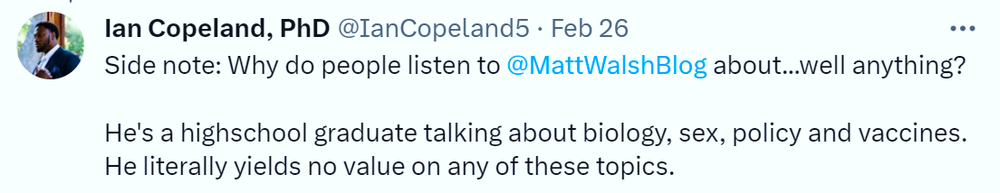 Ian Copeland, PhD @IanCopeland5 · Feb 26
Side note: Why do people listen to @MattWalshBlog about...well anything?
He's a highschool graduate talking about biology, sex, policy and vaccines.
He literally yields no value on any of these topics.